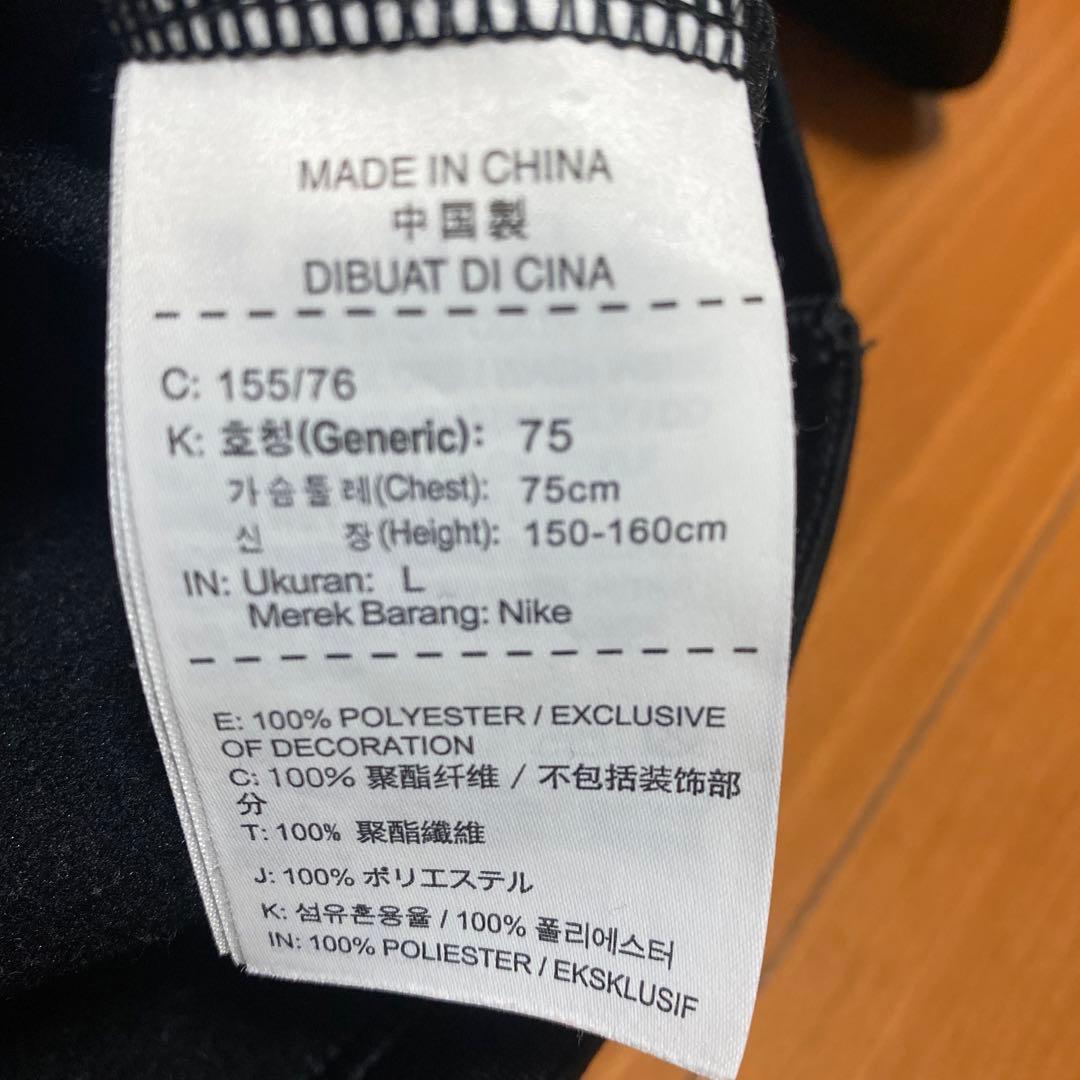 MADE IN CHINA
中国製
DIBUAT DI CINA
C: 155/76
K: 호칭(Generic): 75
가슴둘레(Chest): 75cm
신 장(Height): 150-160cm
IN: Ukuran: L
Merek Barang: Nike
E: 100% POLYESTER / EXCLUSIVE
OF DECORATION
C: 100% 聚酯纤维 / 不包括装饰部
分
T: 100% 聚酯纖維
J: 100% ポリエステル
K: 섬유혼용율 / 100% 폴리에스터
IN: 100% POLIESTER / EKSKLUSIF